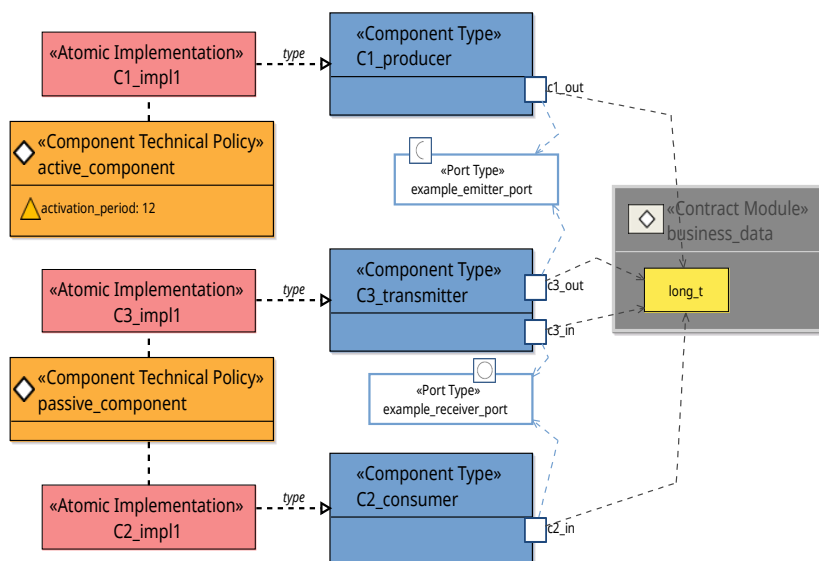 «Atomic Implementation»
C1_impl1
type
«Component Type»
C1_producer
c1_out
«Component Technical Policy»
active_component
activation_period: 12
«Port Type»
example_emitter_port
«Contract Module»
business_data
long_t
«Atomic Implementation»
C3_impl1
type
«Component Type»
C3_transmitter
c3_out
c3_in
«Component Technical Policy»
passive_component
«Port Type»
example_receiver_port
«Atomic Implementation»
C2_impl1
type
«Component Type»
C2_consumer
c2_in